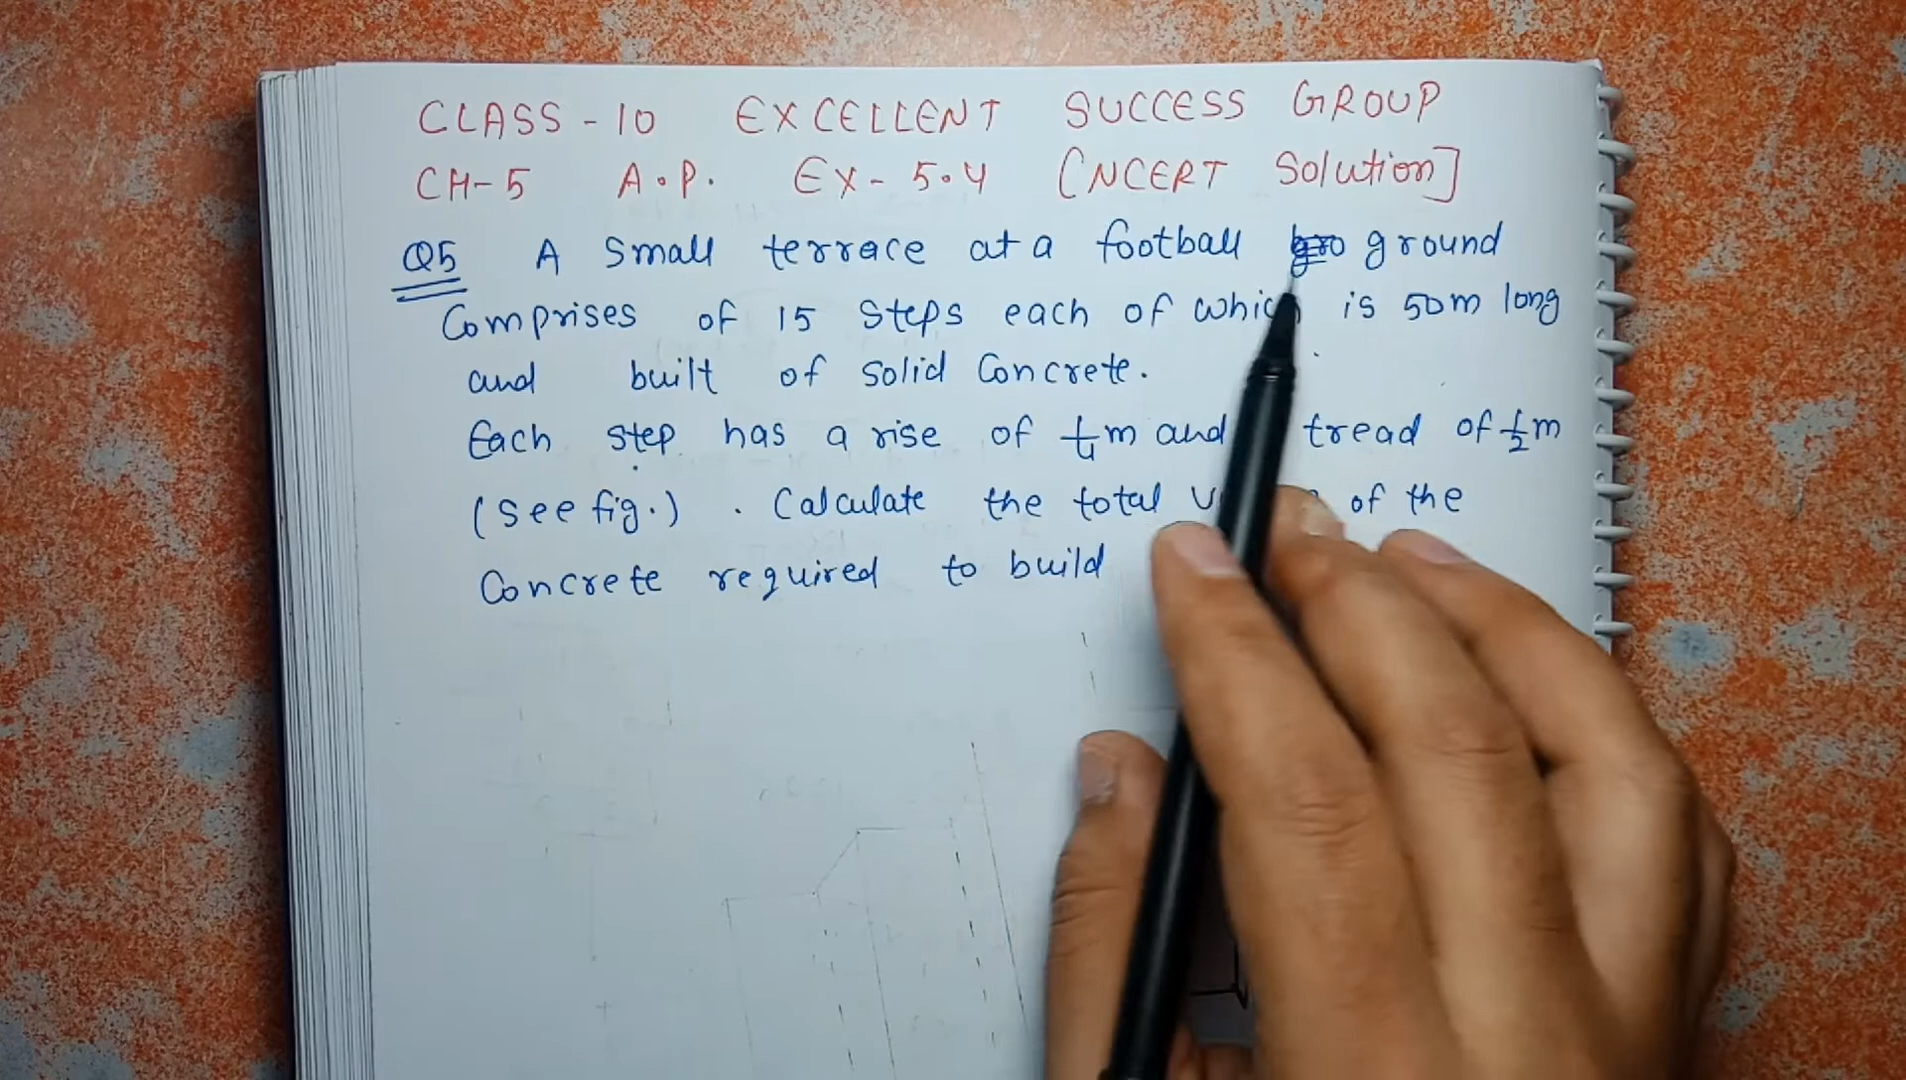 CLASS - 10 EXCELLENT SUCCESS GROUP
CH-5 A.P. EX- 5.4 [NCERT Solution]
Q5 A small terrace at a football ground
Comprises of 15 steps each of which is 50m long
and built of solid Concrete.
Each step has a rise of 1/4 m and tread of 1/2 m
(see fig.) . Calculate the total of the
Concrete required to build